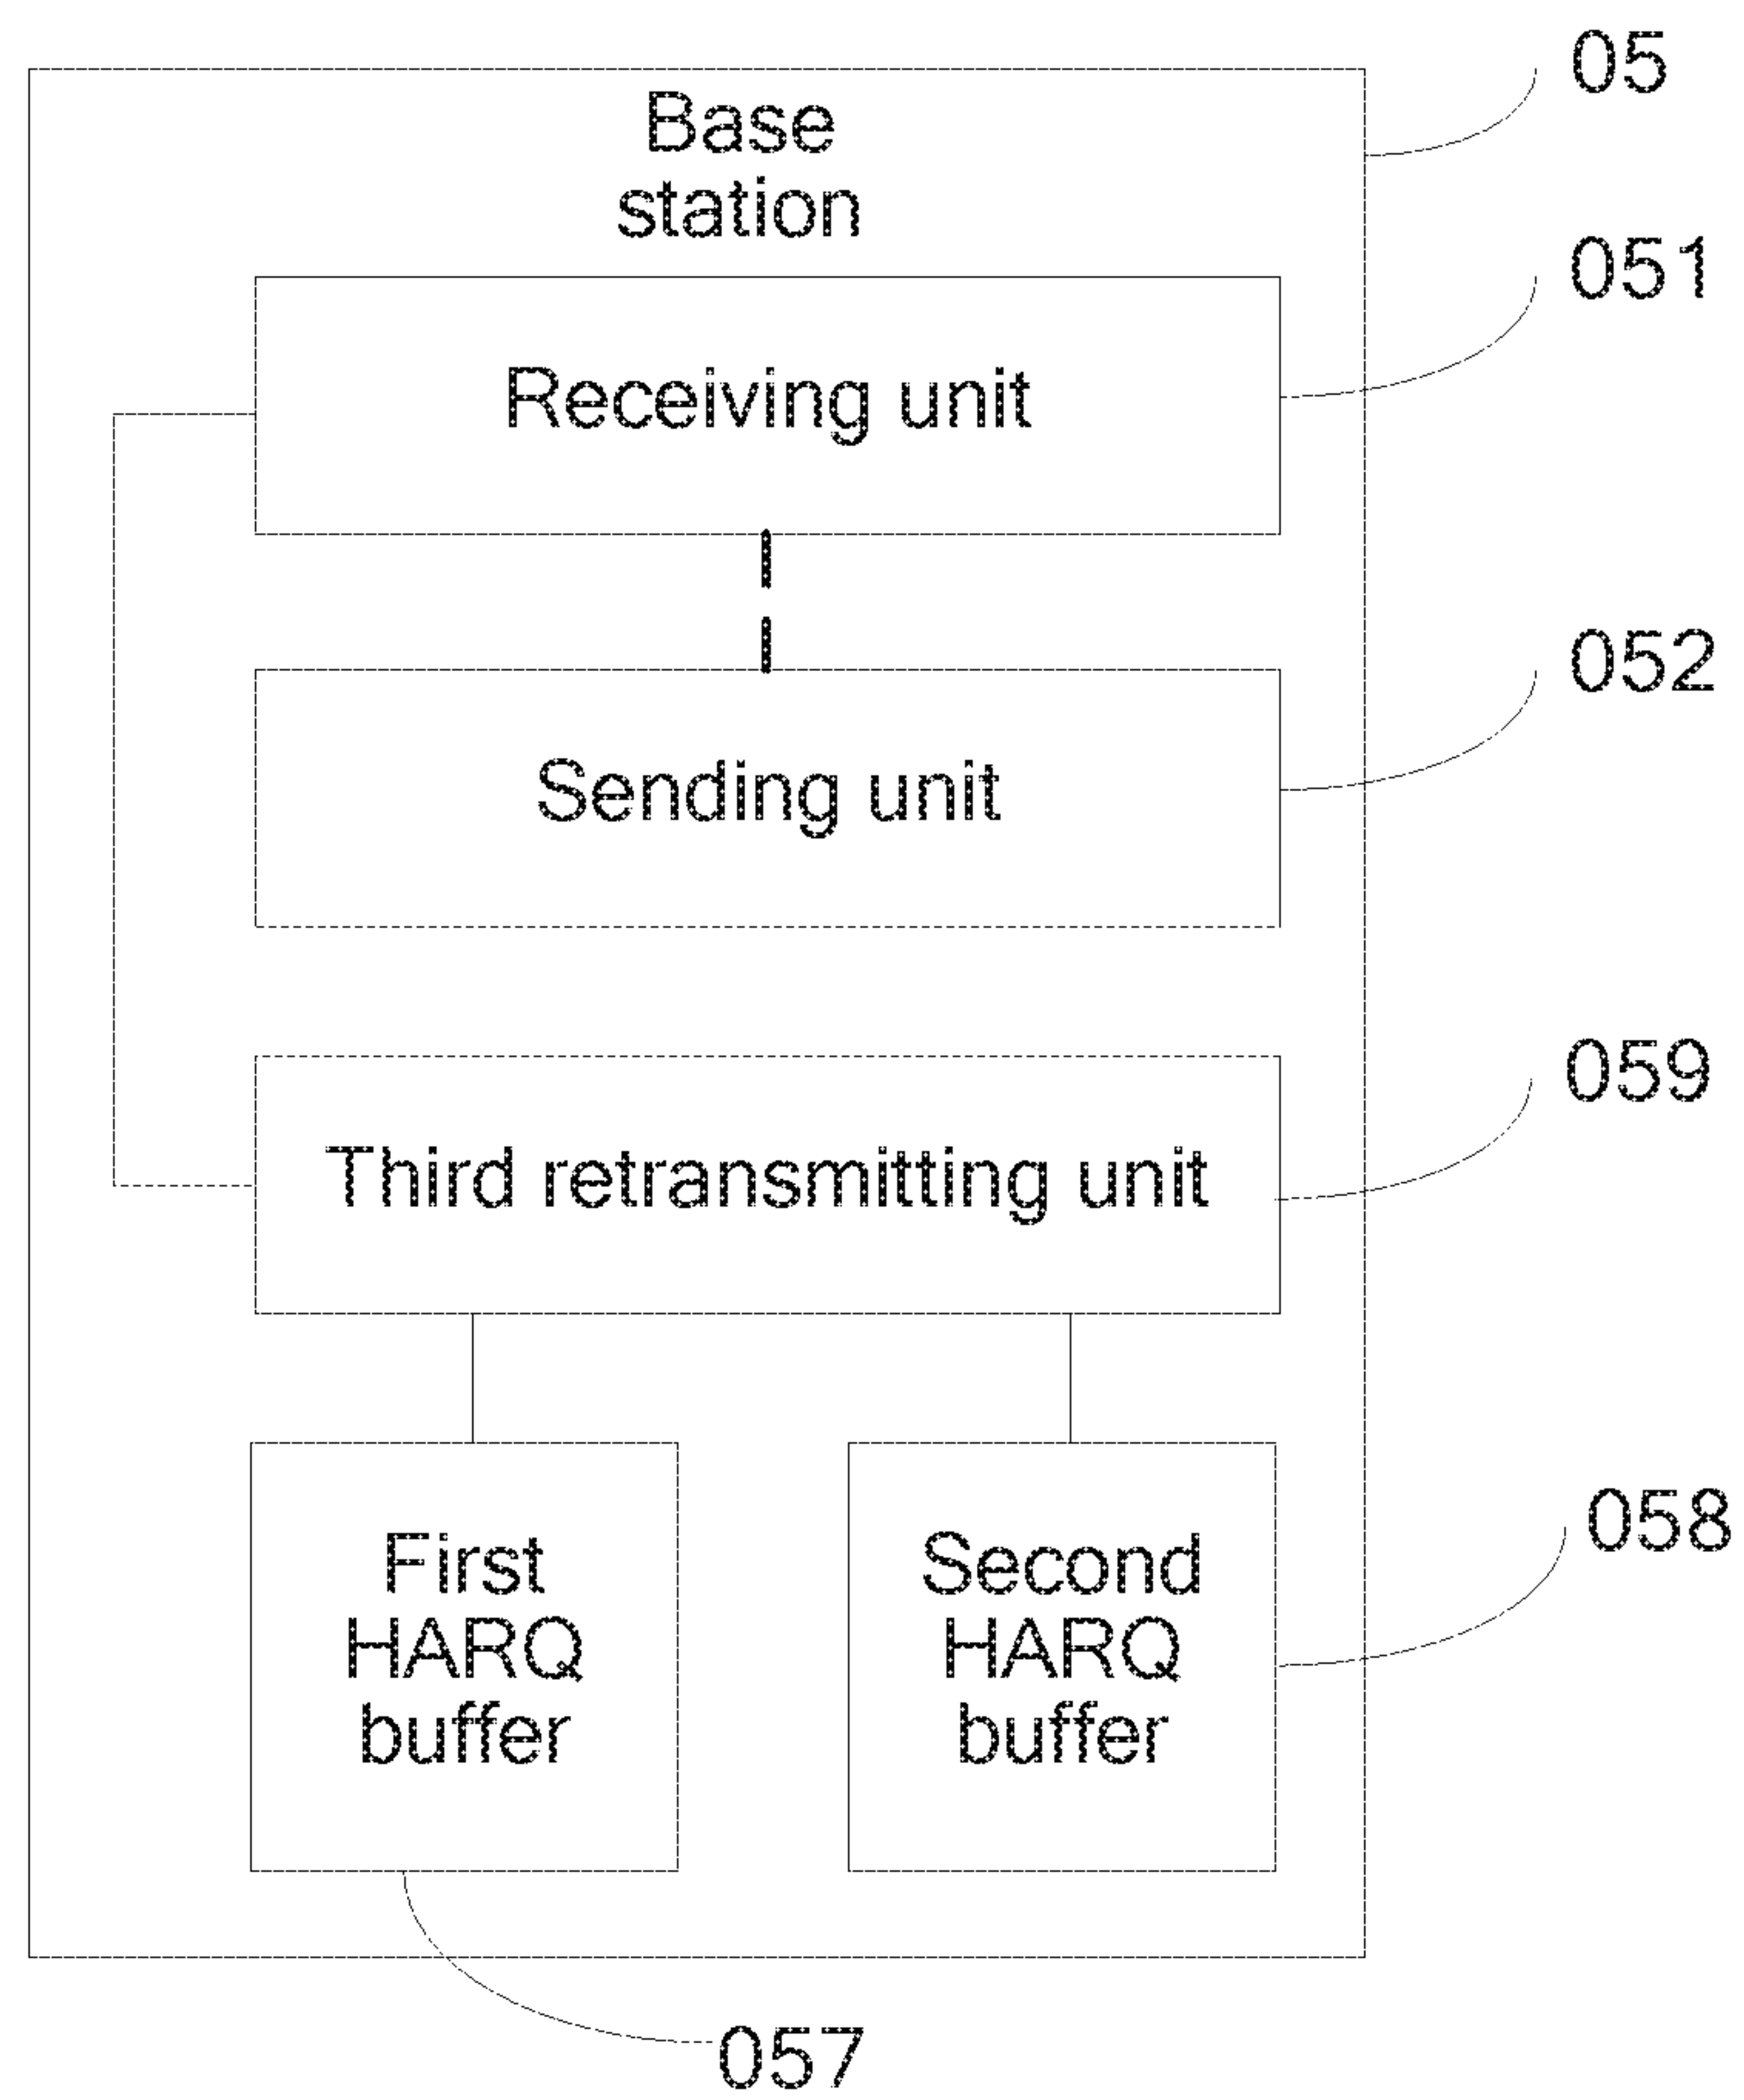 05
Base
station
051
Receiving unit
052
Sending unit
059
Third retransmitting unit
058
First
HARQ
buffer
Second
HARQ
buffer
057